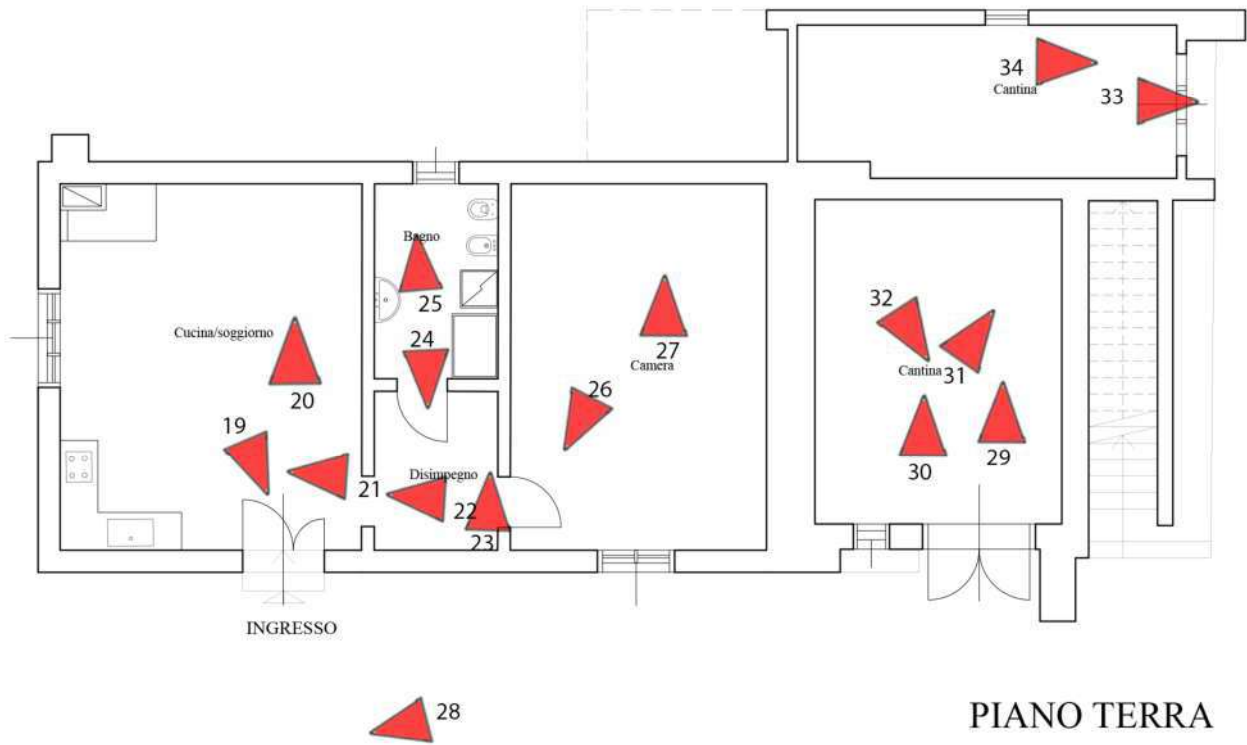 34
Cantina
33
Bagno
25
32
Cucina/soggiorno
24
27
Camera
Cantina
31
20
26
19
30
29
21
Disimpegno
22
23
INGRESSO
28
PIANO TERRA